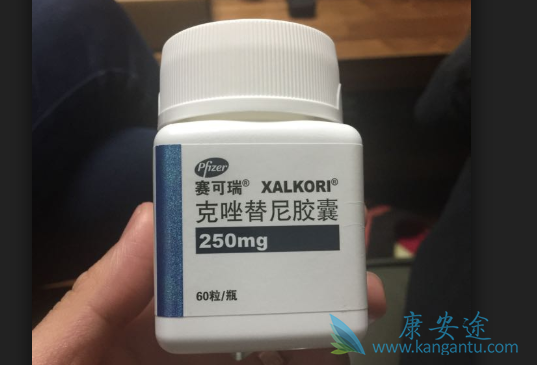 Pfizer
赛可瑞® XALKORI®
克唑替尼胶囊
250mg
60粒/瓶
康安途
www.kangantu.com